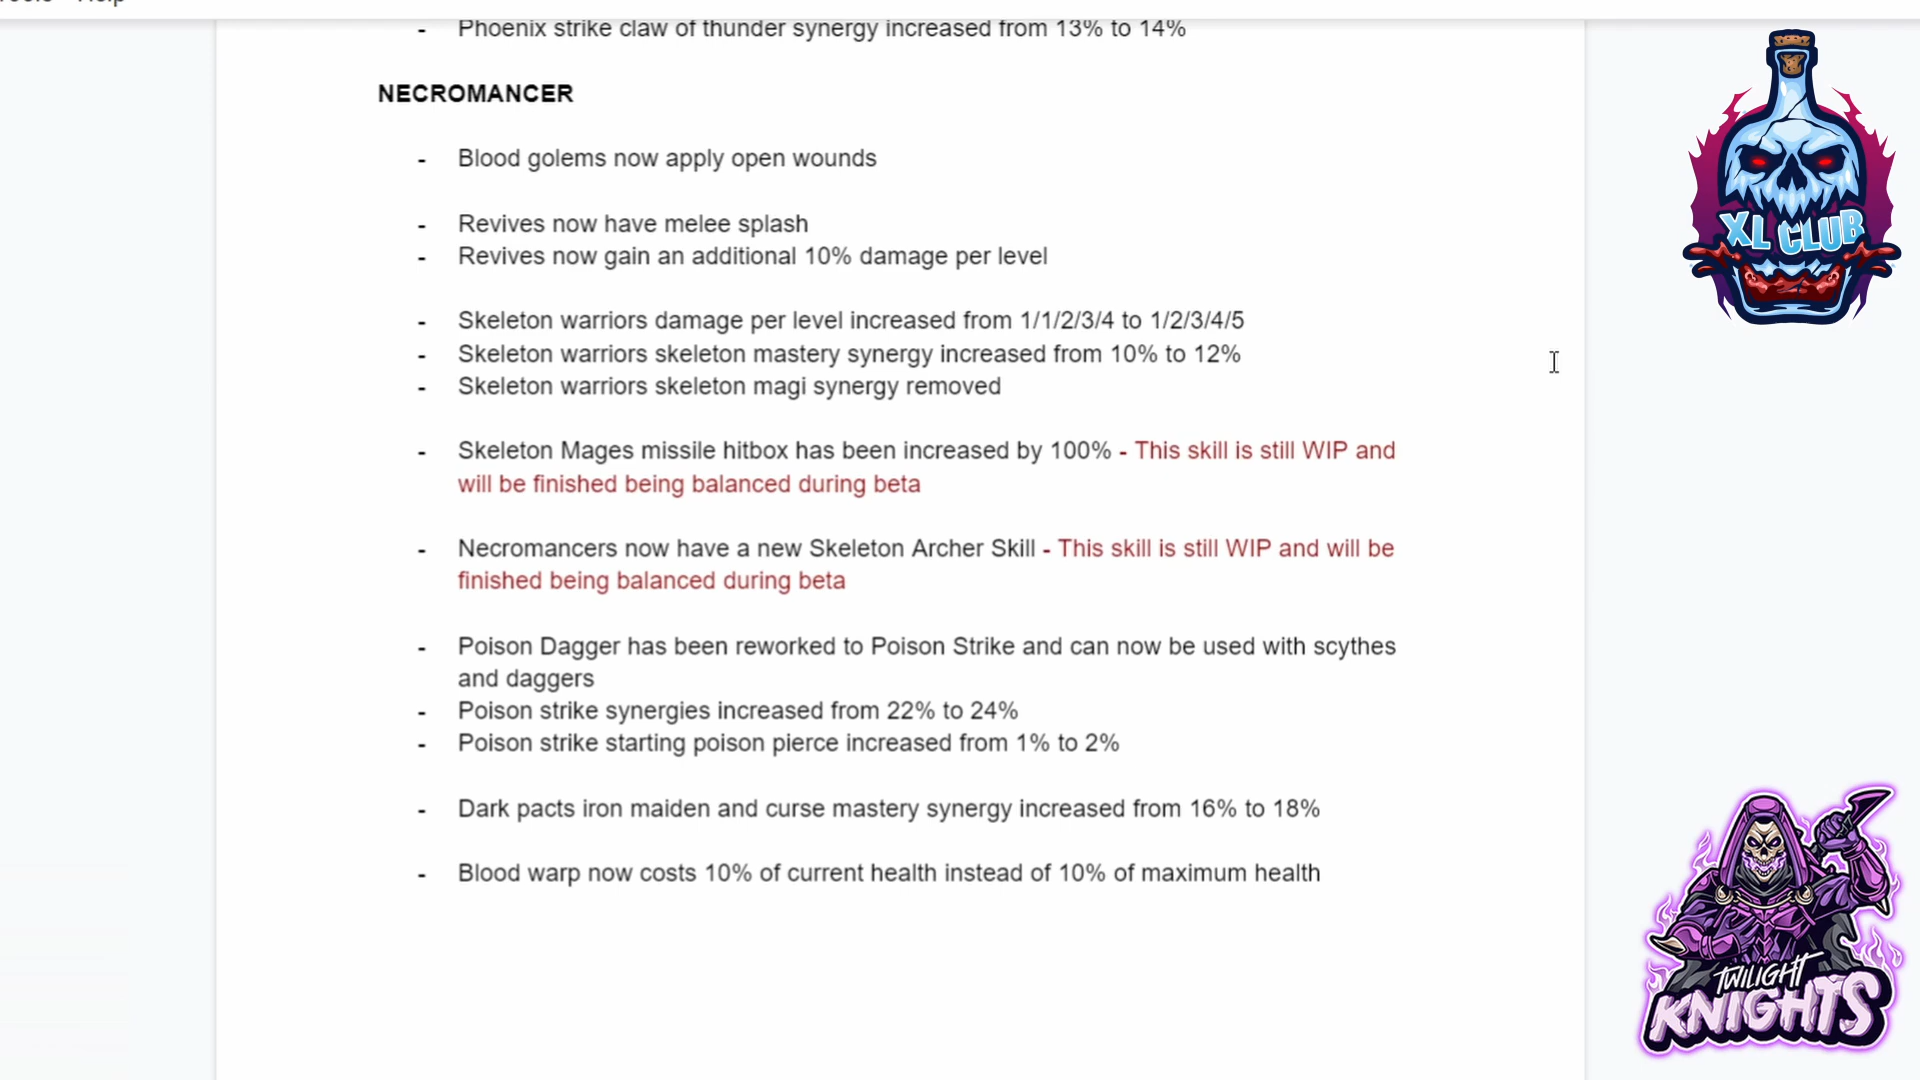 Help
- Phoenix strike claw of thunder synergy increased from 13% to 14%
NECROMANCER
- Blood golems now apply open wounds
- Revives now have melee splash
- Revives now gain an additional 10% damage per level
- Skeleton warriors damage per level increased from 1/1/2/3/4 to 1/2/3/4/5
- Skeleton warriors skeleton mastery synergy increased from 10% to 12%
- Skeleton warriors skeleton magi synergy removed
- Skeleton Mages missile hitbox has been increased by 100% - This skill is still WIP and
will be finished being balanced during beta
- Necromancers now have a new Skeleton Archer Skill - This skill is still WIP and will be
finished being balanced during beta
- Poison Dagger has been reworked to Poison Strike and can now be used with scythes
and daggers
- Poison strike synergies increased from 22% to 24%
- Poison strike starting poison pierce increased from 1% to 2%
- Dark pacts iron maiden and curse mastery synergy increased from 16% to 18%
- Blood warp now costs 10% of current health instead of 10% of maximum health
XL CLUB
TWILIGHT
KNIGHTS